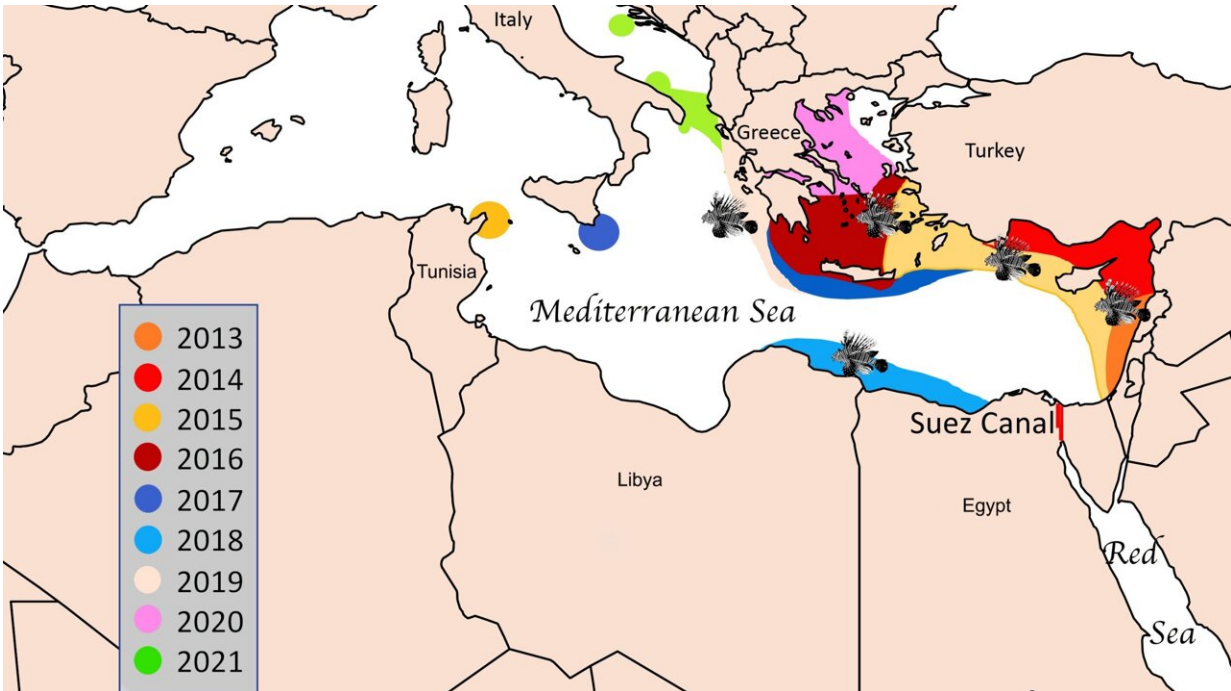 Italy
Greece
Turkey
Tunisia
Mediterranean Sea
Suez Canal
Libya
Egypt
Red
Sea
2013
2014
2015
2016
2017
2018
2019
2020
2021